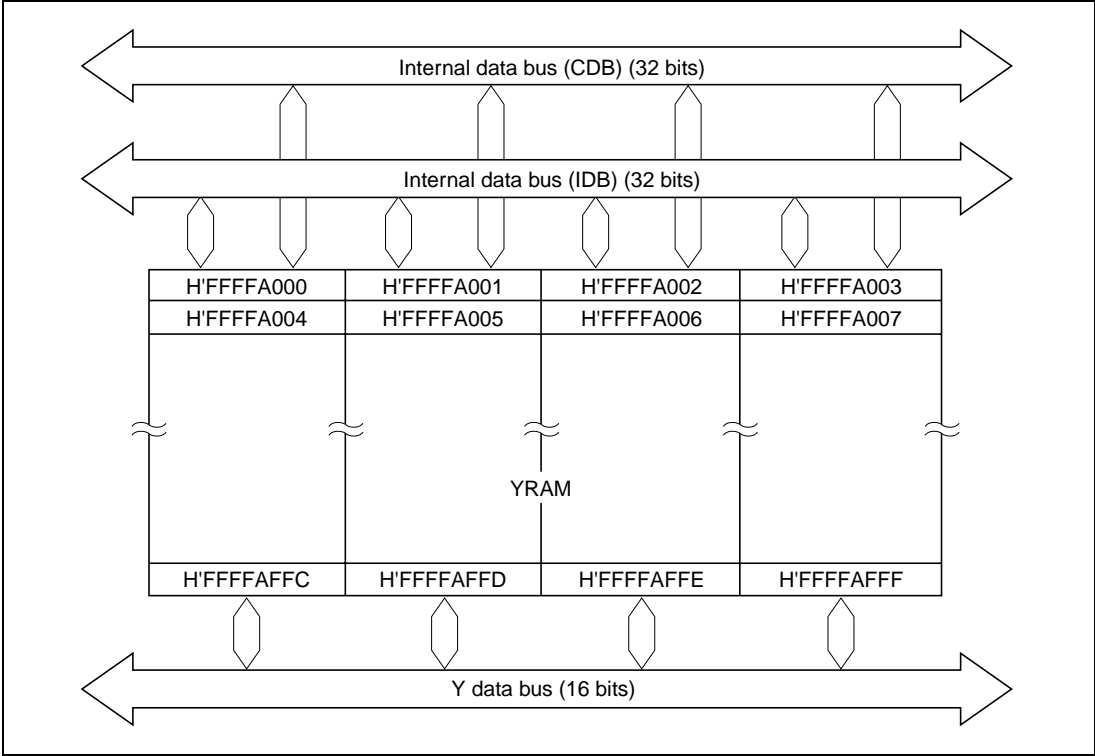 Internal data bus (CDB) (32 bits)
Internal data bus (IDB) (32 bits)
H'FFFFA000 H'FFFFA001 H'FFFFA002 H'FFFFA003
H'FFFFA004 H'FFFFA005 H'FFFFA006 H'FFFFA007
YRAM
H'FFFFAFFC H'FFFFAFFD H'FFFFAFFE H'FFFFAFFF
Y data bus (16 bits)